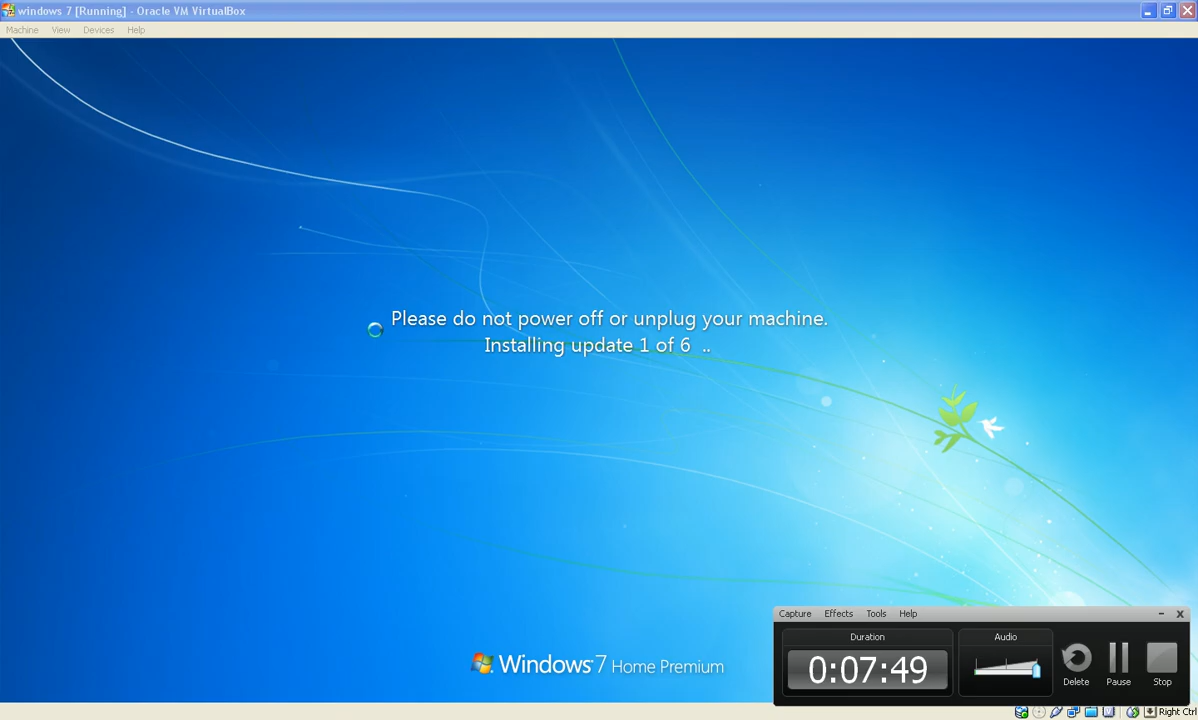 windows 7 [Running] - Oracle VM VirtualBox
Machine View Devices Help
Please do not power off or unplug your machine.
Installing update 1 of 6 ..
Windows 7 Home Premium
Capture Effects Tools Help
Duration
0:07:49
Audio
Delete
Pause
Stop
Right Ctrl